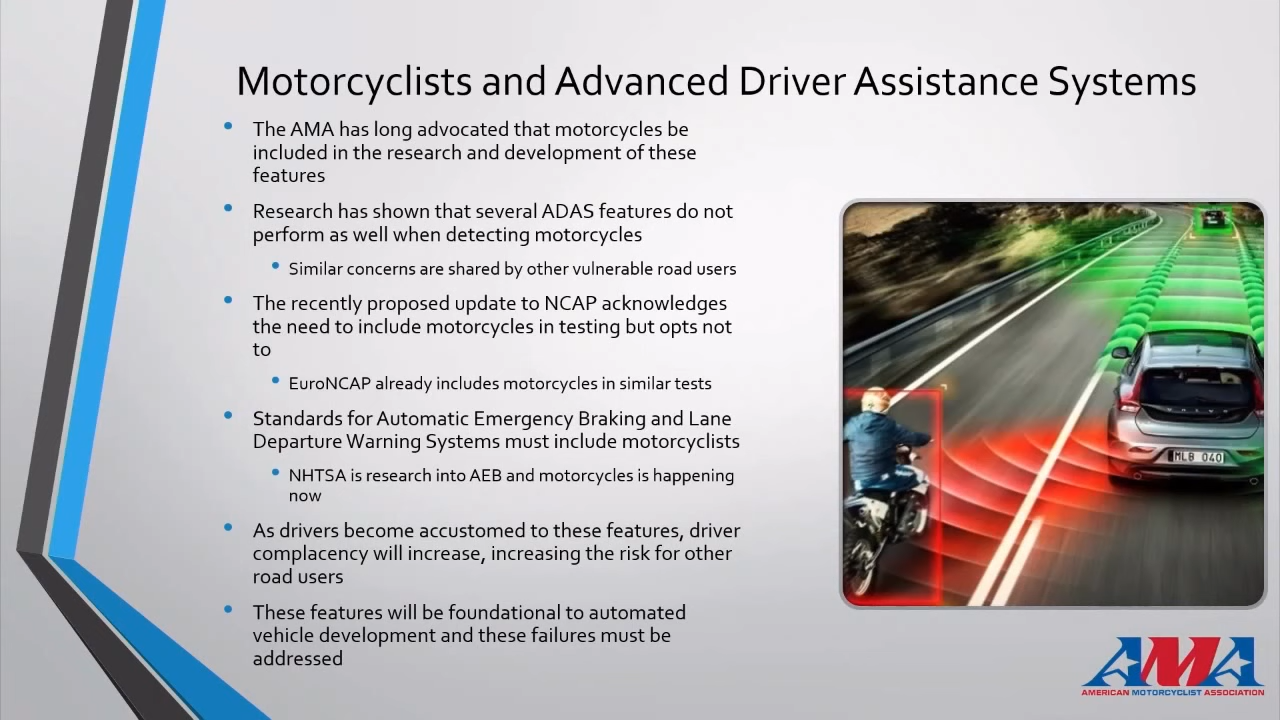 Motorcyclists and Advanced Driver Assistance Systems
• The AMA has long advocated that motorcycles be
included in the research and development of these
features
• Research has shown that several ADAS features do not
perform as well when detecting motorcycles
• Similar concerns are shared by other vulnerable road users
• The recently proposed update to NCAP acknowledges
the need to include motorcycles in testing but opts not
to
• EuroNCAP already includes motorcycles in similar tests
• Standards for Automatic Emergency Braking and Lane
Departure Warning Systems must include motorcyclists
• NHTSA is research into AEB and motorcycles is happening
now
• As drivers become accustomed to these features, driver
complacency will increase, increasing the risk for other
road users
• These features will be foundational to automated
vehicle development and these failures must be
addressed
VOLVO
MLB 040
AMA
AMERICAN MOTORCYCLIST ASSOCIATION